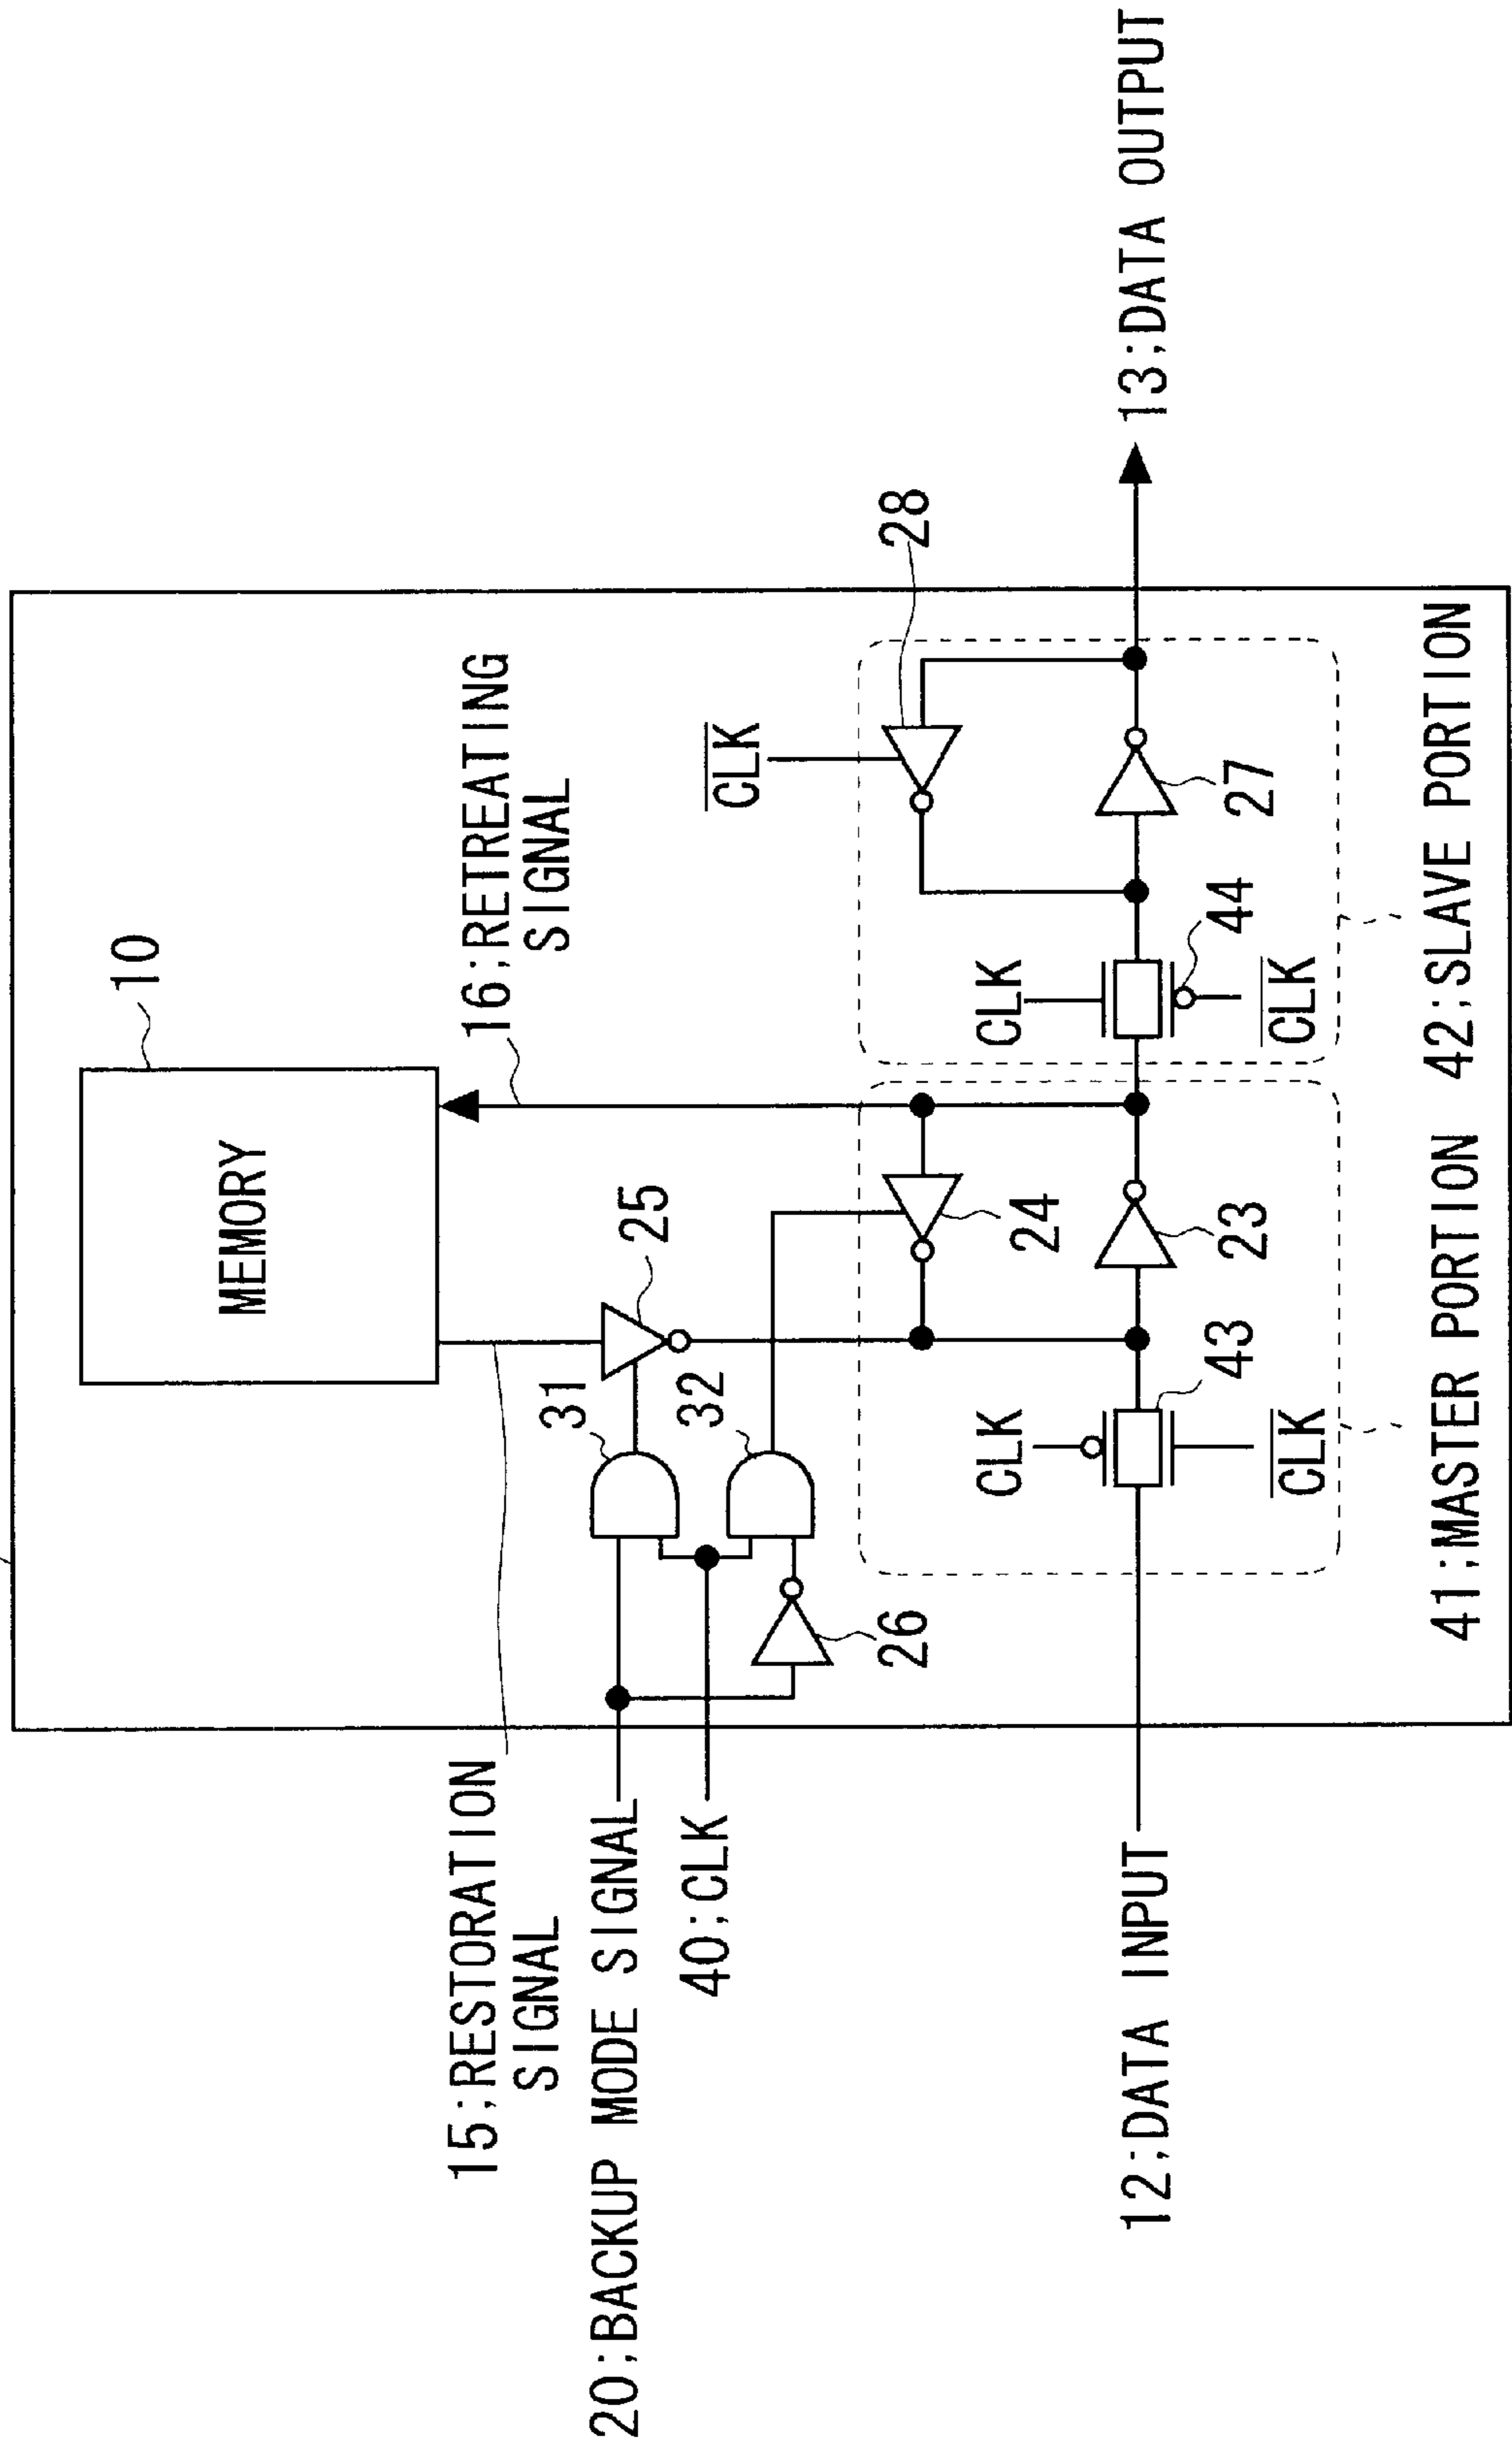 MEMORY
10
16;RETREATING
SIGNAL
15;RESTORATION
SIGNAL
20;BACKUP MODE SIGNAL
40;CLK
31
25
32
26
24
28
CLK
CLK
CLK
43
CLK
23
CLK
44
CLK
27
12;DATA INPUT
13;DATA OUTPUT
41;MASTER PORTION
42;SLAVE PORTION